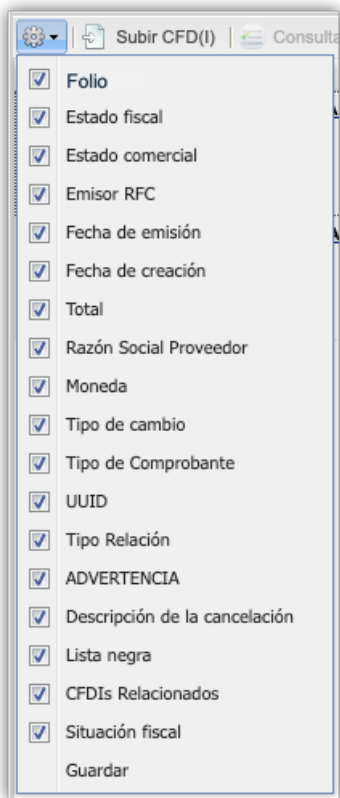 Subir CFD(I) Consulta
Folio
Estado fiscal
Estado comercial
Emisor RFC
Fecha de emisión
Fecha de creación
Total
Razón Social Proveedor
Moneda
Tipo de cambio
Tipo de Comprobante
UUID
Tipo Relación
ADVERTENCIA
Descripción de la cancelación
Lista negra
CFDIs Relacionados
Situación fiscal
Guardar